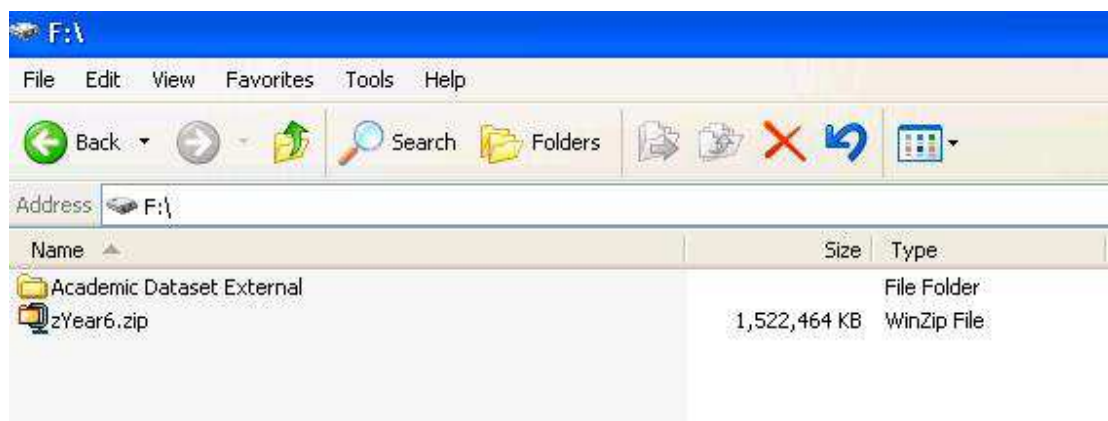 F:\
File Edit View Favorites Tools Help
Back Search Folders
Address F:\
Name Size Type
Academic Dataset External File Folder
zYear6.zip 1,522,464 KB WinZip File